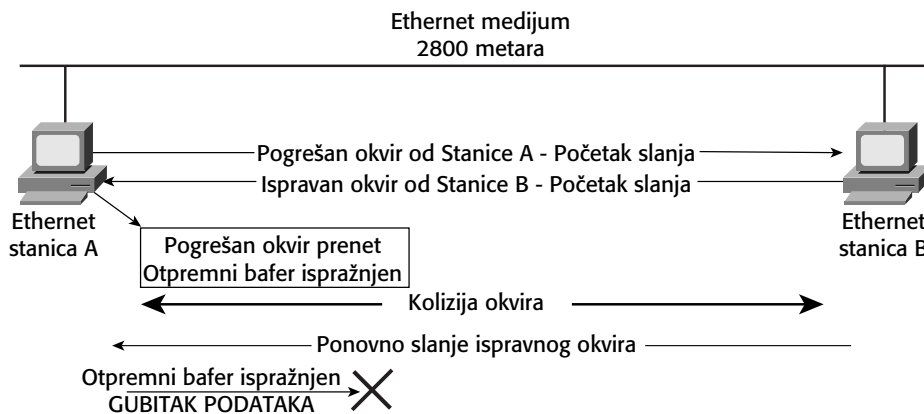 Ethernet medijum
2800 metara
Pogrešan okvir od Stanice A - Početak slanja
Ispravan okvir od Stanice B - Početak slanja
Ethernet
stanica A
Ethernet
stanica B
Pogrešan okvir prenet
Otpremni bafer ispražnjen
Kolizija okvira
Ponovno slanje ispravnog okvira
Otpremni bafer ispražnjen
GUBITAK PODATAKA